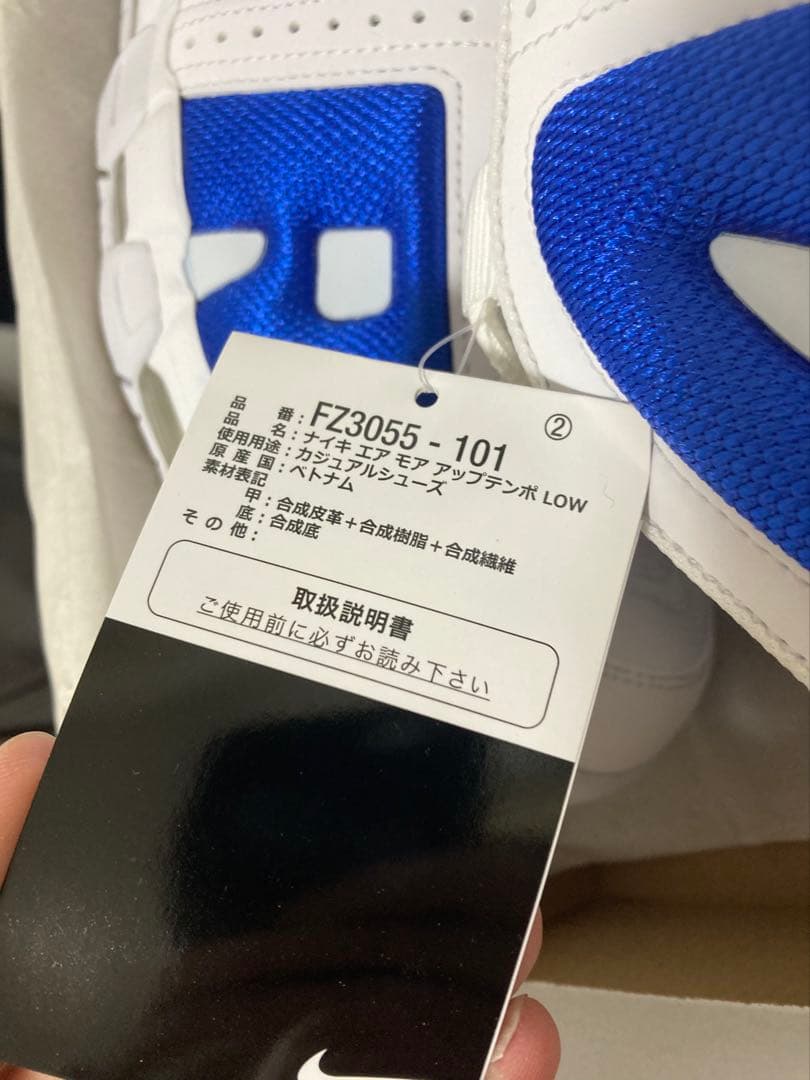 ②
品番:FZ3055 - 101
品名:ナイキ エア モア アップテンポ LOW
使用用途:カジュアルシューズ
原産国:ベトナム
素材表記
甲:合成皮革+合成樹脂+合成繊維
底:合成底
その他:
取扱説明書
ご使用前に必ずお読み下さい